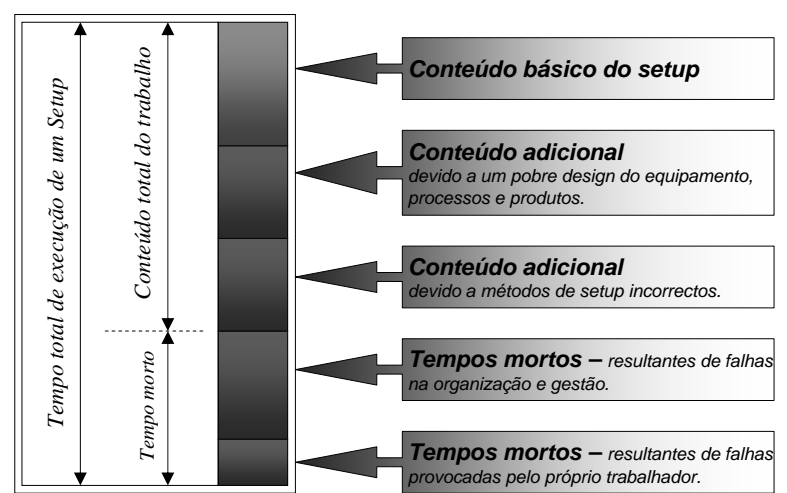 Tempo total de execução de um Setup
Conteúdo total do trabalho
Tempo morto
Conteúdo básico do setup
Conteúdo adicional
devido a um pobre design do equipamento,
processos e produtos.
Conteúdo adicional
devido a métodos de setup incorrectos.
Tempos mortos – resultantes de falhas
na organização e gestão.
Tempos mortos – resultantes de falhas
provocadas pelo próprio trabalhador.